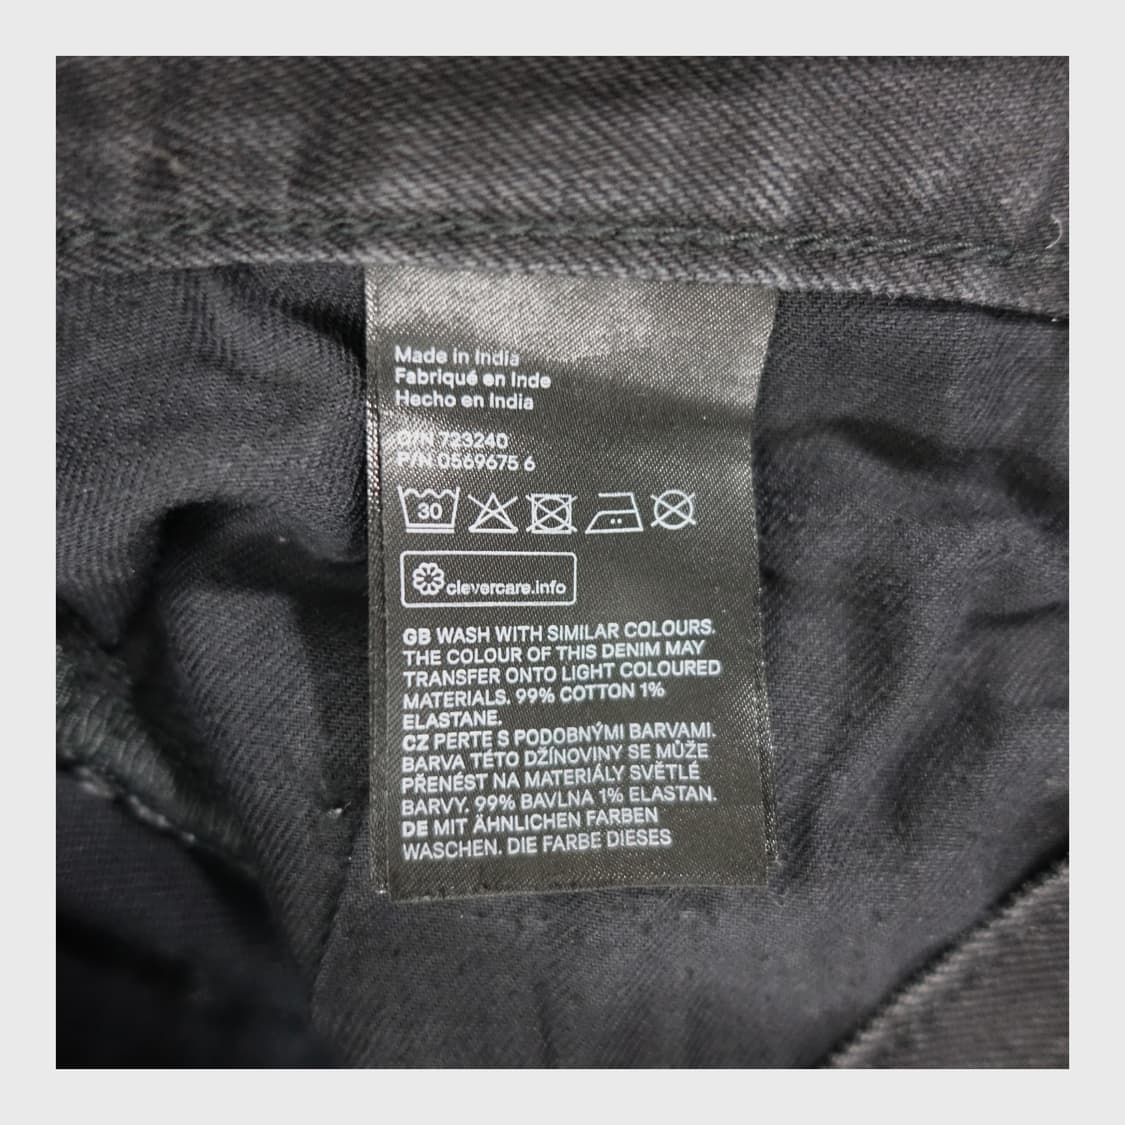 Made in India
Fabriqué en Inde
Hecho en India
O/N 723240
P/N 0569675 6
30
clevercare.info
GB WASH WITH SIMILAR COLOURS.
THE COLOUR OF THIS DENIM MAY
TRANSFER ONTO LIGHT COLOURED
MATERIALS. 99% COTTON 1%
ELASTANE.
CZ PERTE S PODOBNÝMI BARVAMI.
BARVA TÉTO DŽÍNOVINY SE MŮŽE
PŘENÉST NA MATERIÁLY SVĚTLÉ
BARVY. 99% BAVLNA 1% ELASTAN.
DE MIT ÄHNLICHEN FARBEN
WASCHEN. DIE FARBE DIESES